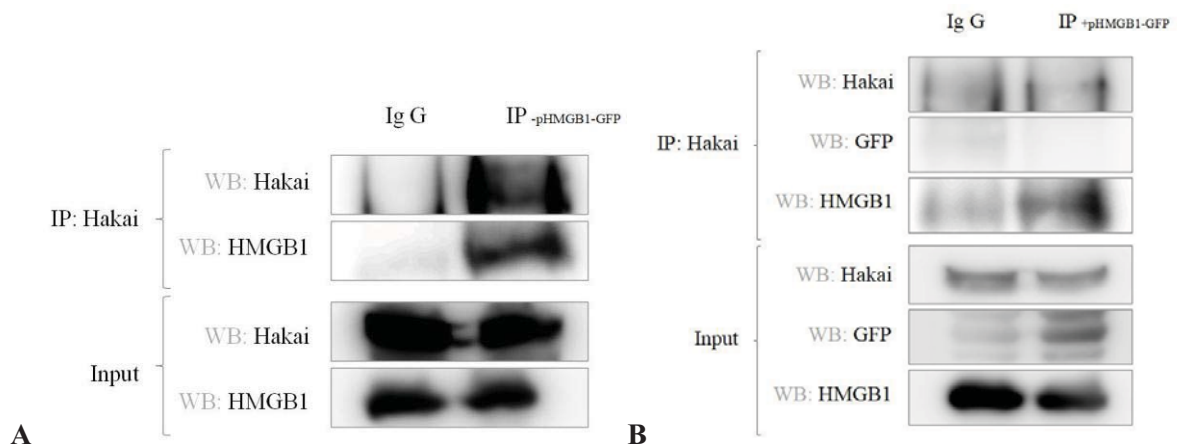 Ig G IP -pHMGB1-GFP
IP: Hakai
WB: Hakai
WB: HMGB1
Input
WB: Hakai
WB: HMGB1
A
Ig G IP +pHMGB1-GFP
IP: Hakai
WB: Hakai
WB: GFP
WB: HMGB1
Input
WB: Hakai
WB: GFP
WB: HMGB1
B